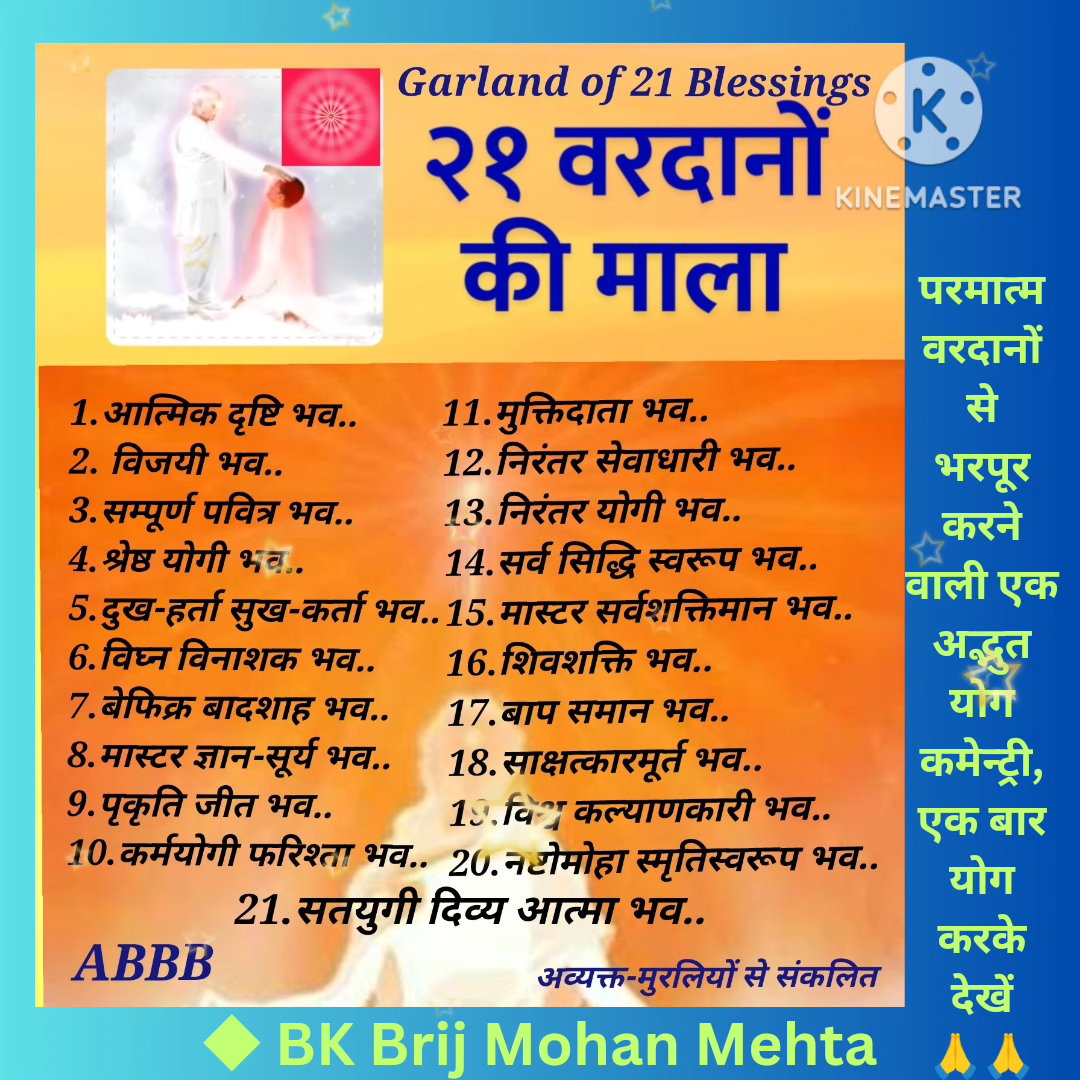 Garland of 21 Blessings
२१ वरदानों
की माला
KINEMASTER
1.आत्मिक दृष्टि भव..
2. विजयी भव..
3.सम्पूर्ण पवित्र भव..
4.श्रेष्ठ योगी भव..
5.दुख-हर्ता सुख-कर्ता भव..
6.विघ्न विनाशक भव..
7.बेफिक्र बादशाह भव..
8.मास्टर ज्ञान-सूर्य भव..
9.पृकृति जीत भव..
10.कर्मयोगी फरिश्ता भव..
11.मुक्तिदाता भव..
12.निरंतर सेवाधारी भव..
13.निरंतर योगी भव..
14.सर्व सिद्धि स्वरूप भव..
15.मास्टर सर्वशक्तिमान भव..
16.शिवशक्ति भव..
17.बाप समान भव..
18.साक्षत्कारमूर्त भव..
19.विश्व कल्याणकारी भव..
20.नष्टोमोहा स्मृतिस्वरूप भव..
21.सतयुगी दिव्य आत्मा भव..
ABBB
अव्यक्त-मुरलियों से संकलित
परमात्म
वरदानों
से
भरपूर
करने
वाली एक
अद्भुत
योग
कमेन्ट्री,
एक बार
योग
करके
देखें
🙏🙏
◆ BK Brij Mohan Mehta